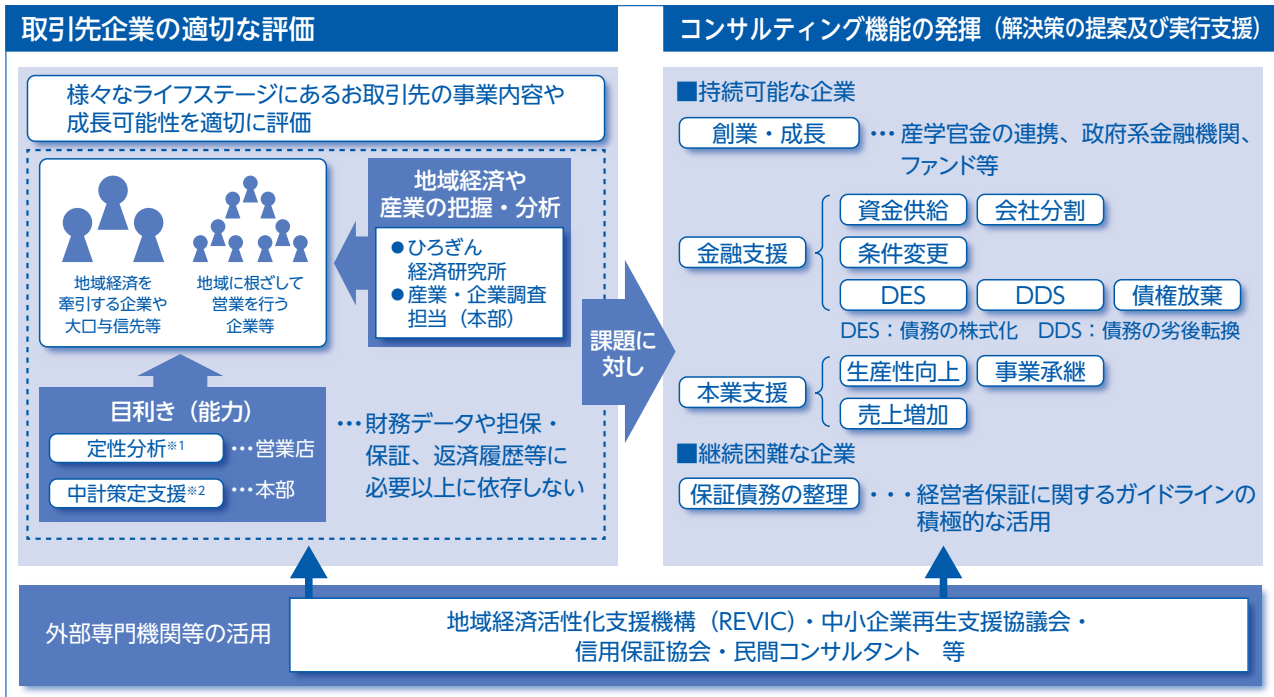 取引先企業の適切な評価
様々なライフステージにあるお取引先の事業内容や
成長可能性を適切に評価
地域経済を
牽引する企業や
大口与信先等
地域に根ざして
営業を行う
企業等
地域経済や
産業の把握・分析
●ひろぎん
経済研究所
●産業・企業調査
担当（本部）
目利き（能力）
定性分析※1 …営業店
中計策定支援※2 …本部
…財務データや担保・
保証、返済履歴等に
必要以上に依存しない
課題に
対し
コンサルティング機能の発揮（解決策の提案及び実行支援）
■持続可能な企業
創業・成長 … 産学官金の連携、政府系金融機関、
ファンド等
金融支援
資金供給 会社分割
条件変更
DES DDS 債権放棄
DES：債務の株式化 DDS：債務の劣後転換
本業支援
生産性向上 事業承継
売上増加
■継続困難な企業
保証債務の整理 ・・・経営者保証に関するガイドラインの
積極的な活用
外部専門機関等の活用
地域経済活性化支援機構（REVIC）・中小企業再生支援協議会・
信用保証協会・民間コンサルタント 等